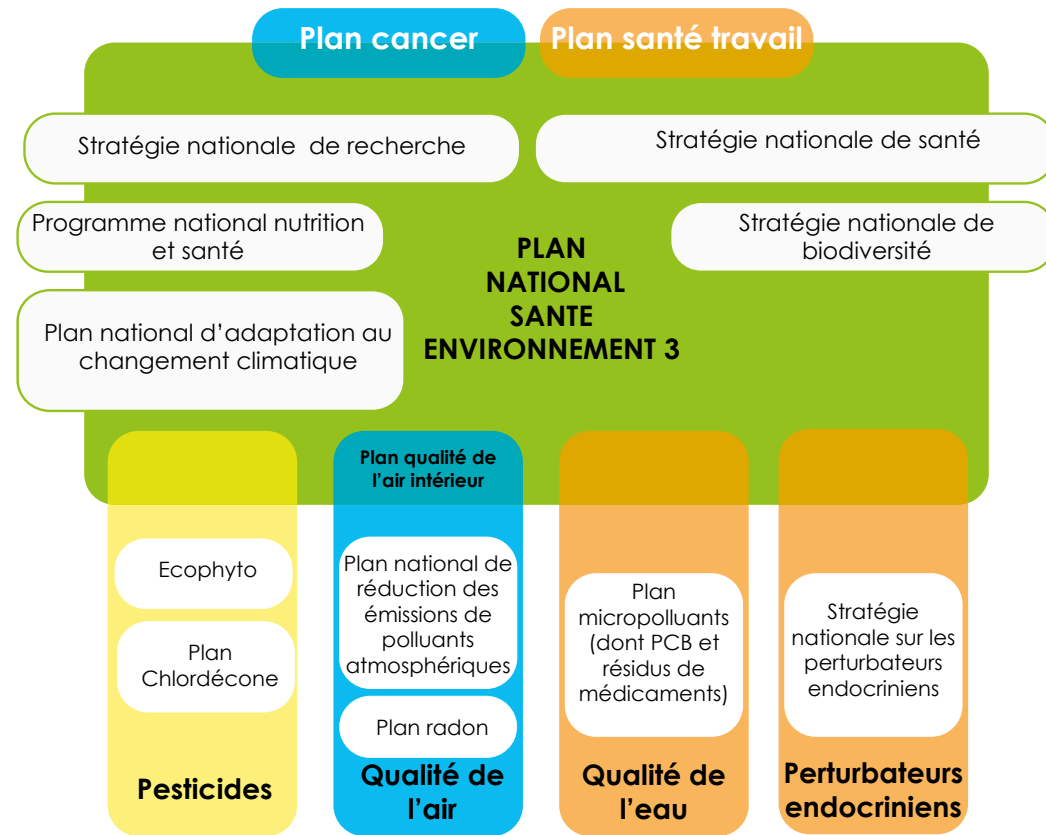 Plan cancer
Plan santé travail
Stratégie nationale de recherche
Stratégie nationale de santé
Programme national nutrition
et santé
Stratégie nationale de
biodiversité
PLAN
NATIONAL
SANTE
ENVIRONNEMENT 3
Plan national d’adaptation au
changement climatique
Plan qualité de
l’air intérieur
Ecophyto
Plan
Chlordécone
Pesticides
Plan national de
réduction des
émissions de
polluants
atmosphériques
Plan radon
Qualité de
l’air
Plan
micropolluants
(dont PCB et
résidus de
médicaments)
Qualité de
l’eau
Stratégie
nationale sur les
perturbateurs
endocriniens
Perturbateurs
endocriniens